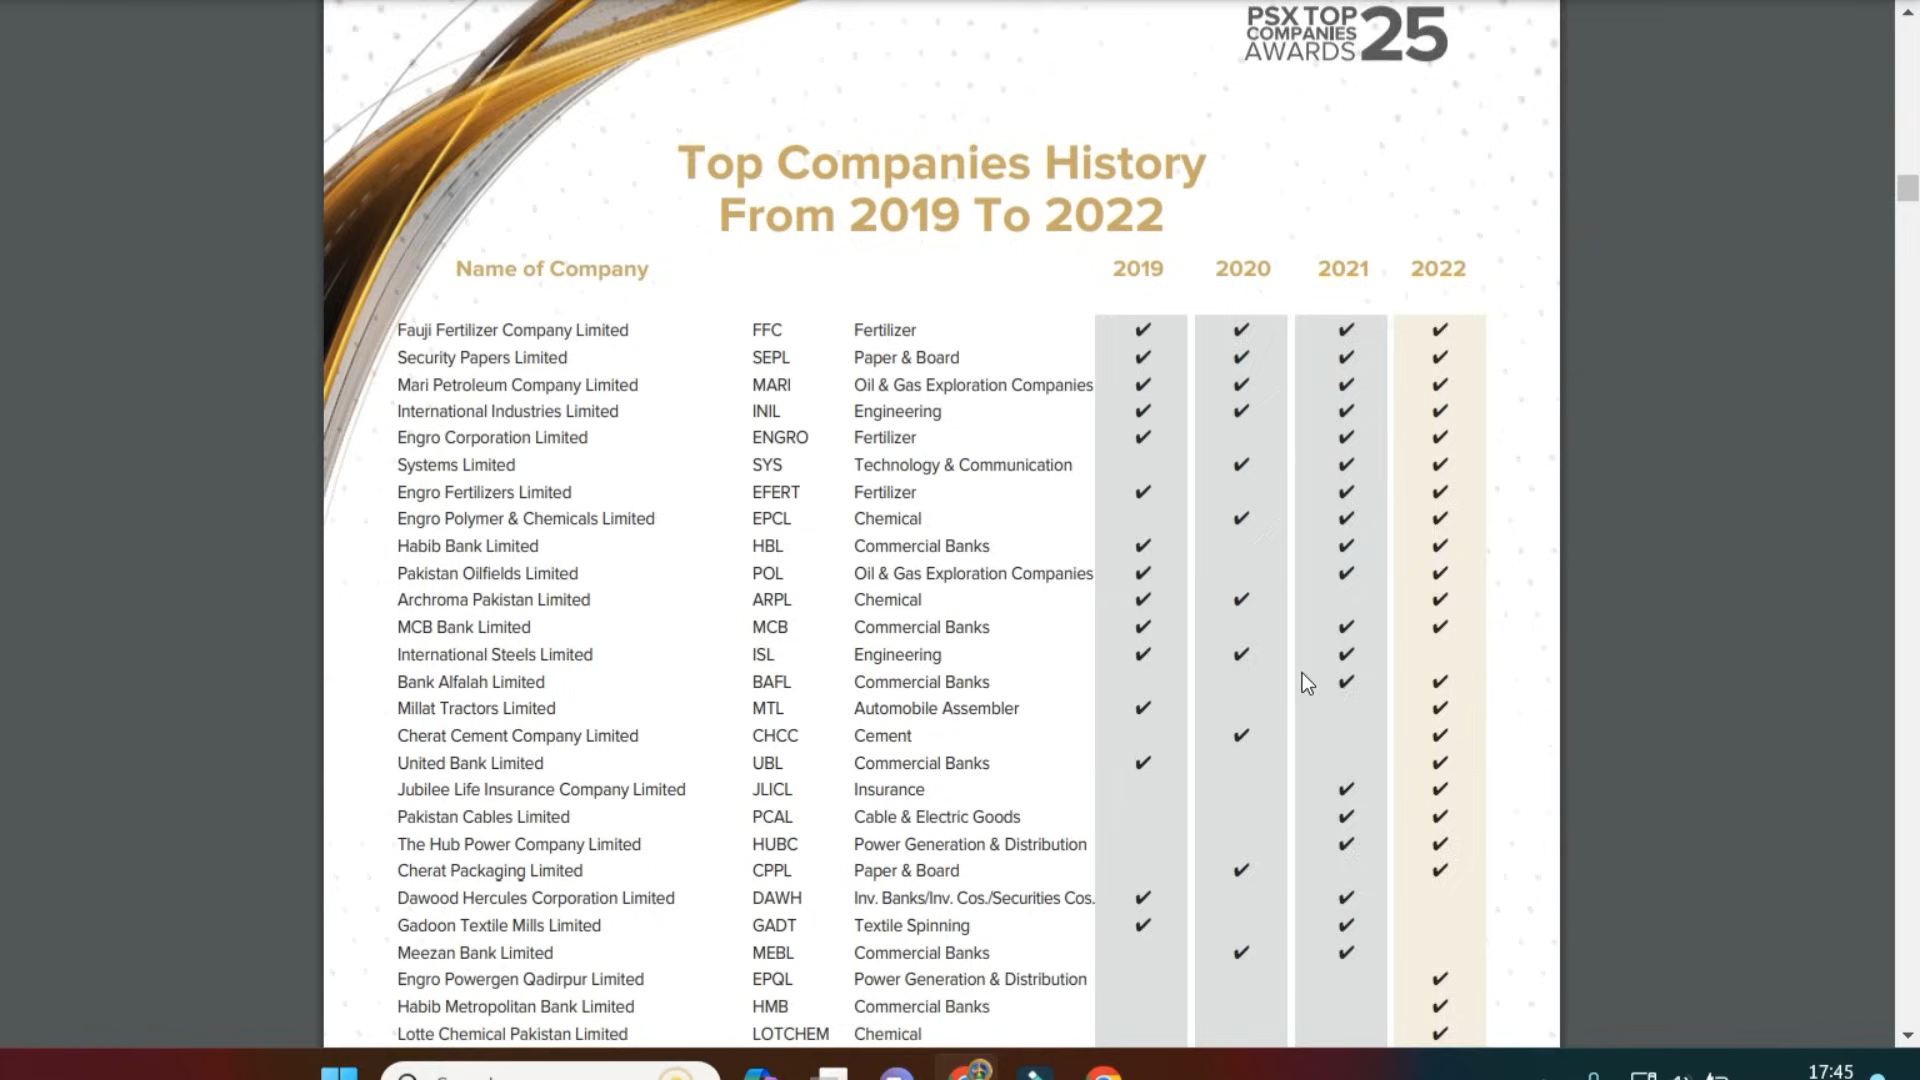 PSX TOP
COMPANIES
AWARDS 25
Top Companies History
From 2019 To 2022
Name of Company 2019 2020 2021 2022
Fauji Fertilizer Company Limited FFC Fertilizer ✔ ✔ ✔ ✔
Security Papers Limited SEPL Paper & Board ✔ ✔ ✔ ✔
Mari Petroleum Company Limited MARI Oil & Gas Exploration Companies ✔ ✔ ✔ ✔
International Industries Limited INIL Engineering ✔ ✔ ✔ ✔
Engro Corporation Limited ENGRO Fertilizer ✔ ✔ ✔
Systems Limited SYS Technology & Communication ✔ ✔ ✔
Engro Fertilizers Limited EFERT Fertilizer ✔ ✔ ✔
Engro Polymer & Chemicals Limited EPCL Chemical ✔ ✔ ✔
Habib Bank Limited HBL Commercial Banks ✔ ✔ ✔
Pakistan Oilfields Limited POL Oil & Gas Exploration Companies ✔ ✔ ✔
Archroma Pakistan Limited ARPL Chemical ✔ ✔ ✔
MCB Bank Limited MCB Commercial Banks ✔ ✔ ✔
International Steels Limited ISL Engineering ✔ ✔ ✔
Bank Alfalah Limited BAFL Commercial Banks ✔ ✔
Millat Tractors Limited MTL Automobile Assembler ✔ ✔
Cherat Cement Company Limited CHCC Cement ✔ ✔
United Bank Limited UBL Commercial Banks ✔ ✔
Jubilee Life Insurance Company Limited JLICL Insurance ✔ ✔
Pakistan Cables Limited PCAL Cable & Electric Goods ✔ ✔
The Hub Power Company Limited HUBC Power Generation & Distribution ✔ ✔
Cherat Packaging Limited CPPL Paper & Board ✔ ✔
Dawood Hercules Corporation Limited DAWH Inv. Banks/Inv. Cos./Securities Cos. ✔ ✔
Gadoon Textile Mills Limited GADT Textile Spinning ✔ ✔
Meezan Bank Limited MEBL Commercial Banks ✔ ✔
Engro Powergen Qadirpur Limited EPQL Power Generation & Distribution ✔
Habib Metropolitan Bank Limited HMB Commercial Banks ✔
Lotte Chemical Pakistan Limited LOTCHEM Chemical ✔
17:45